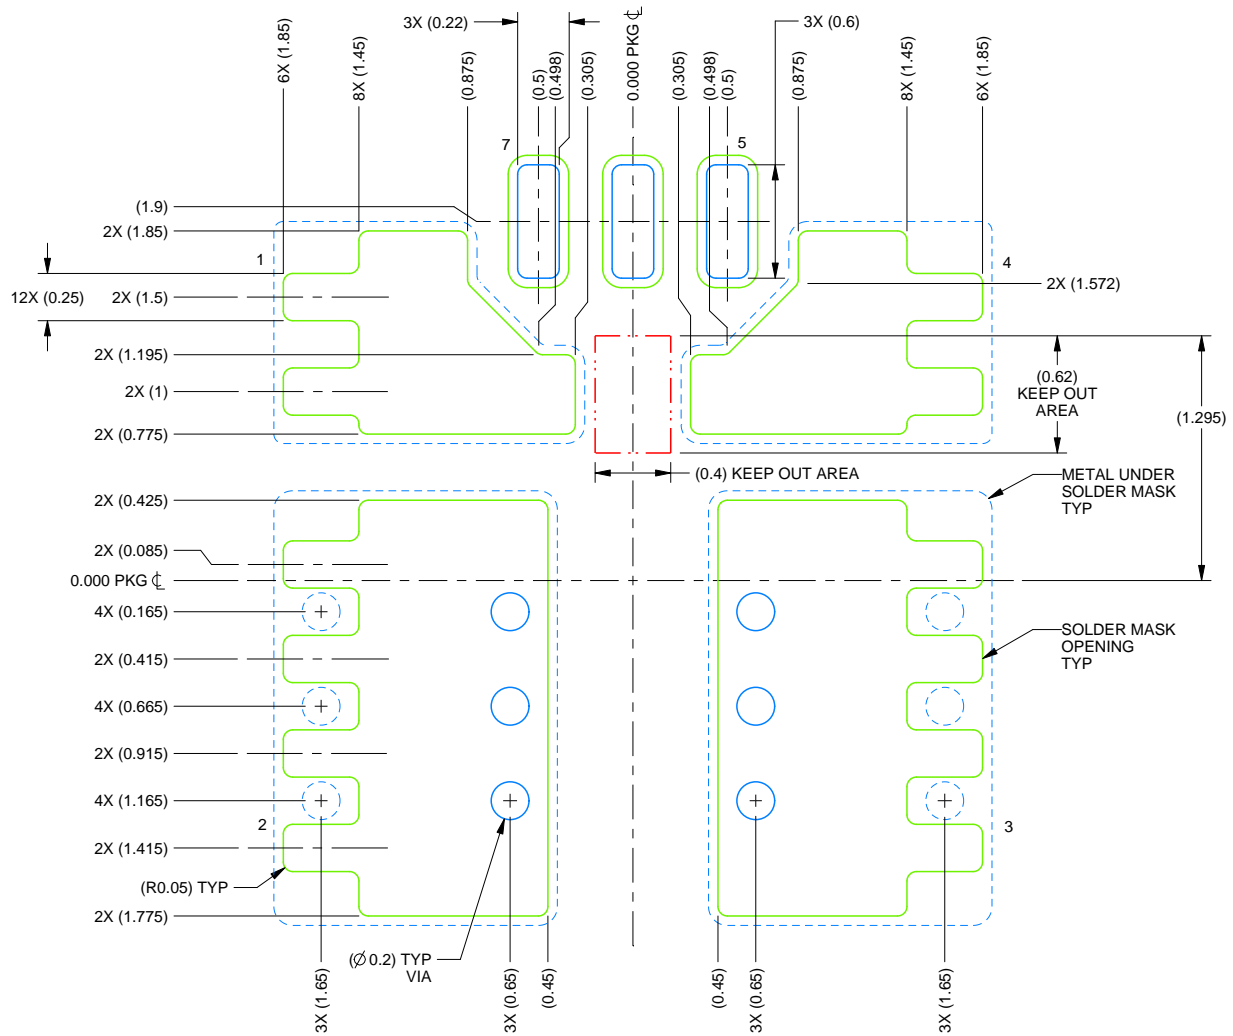 3X (0.22)
3X (0.6)
6X (1.85)
8X (1.45)
(0.875)
(0.5)
(0.498)
(0.305)
0.000 PKG ℄
(0.305)
(0.498)
(0.5)
(0.875)
8X (1.45)
6X (1.85)
7
5
(1.9)
2X (1.85)
1
4
12X (0.25)
2X (1.5)
2X (1.572)
2X (1.195)
2X (1)
2X (0.775)
(0.62)
KEEP OUT
AREA
(1.295)
(0.4) KEEP OUT AREA
METAL UNDER
SOLDER MASK
TYP
2X (0.425)
2X (0.085)
0.000 PKG ℄
4X (0.165)
2X (0.415)
SOLDER MASK
OPENING
TYP
4X (0.665)
2X (0.915)
4X (1.165)
2
3
2X (1.415)
(R0.05) TYP
2X (1.775)
(∅ 0.2) TYP
VIA
3X (1.65)
3X (0.65)
(0.45)
(0.45)
3X (0.65)
3X (1.65)